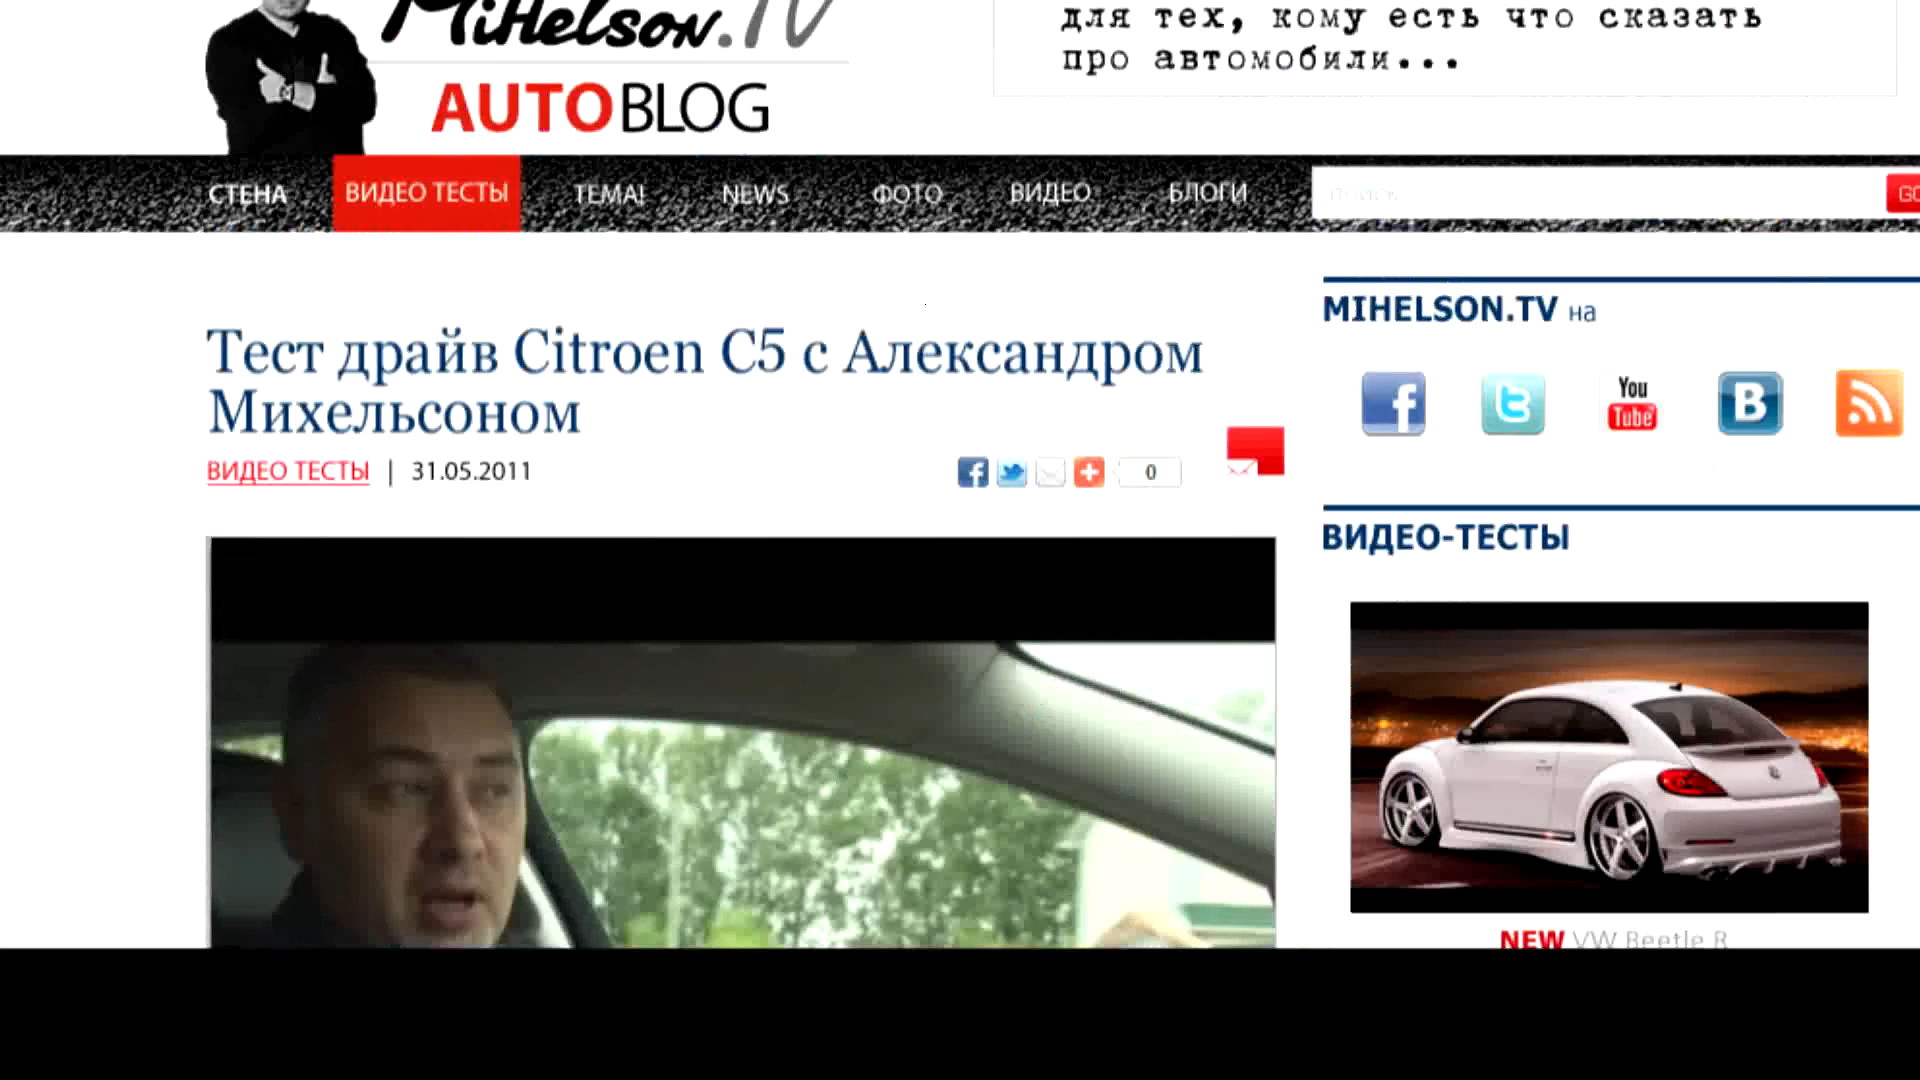 MiHelson.TV
AUTOBLOG
для тех, кому есть что сказать
про автомобили...
СТЕНА
ВИДЕО ТЕСТЫ
ТЕМА!
NEWS
ФОТО
ВИДЕО
БЛОГИ
поиск
GO
Тест драйв Citroen C5 с Александром
Михельсоном
ВИДЕО ТЕСТЫ | 31.05.2011
0
MIHELSON.TV на
You
Tube
ВИДЕО-ТЕСТЫ
NEW VW Beetle R